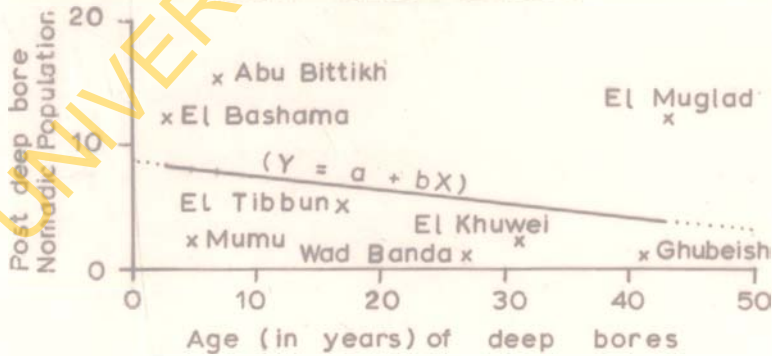 20
Post deep bore
Nomadic Population.
x Abu Bittikh
El Muglad
x
x El Bashama
10
(Y = a + bX)
El Tibbun x
El Khuwei
x
x Mumu
Wad Banda x
x Ghubeish
0
0 10 20 30 40 50
Age (in years) of deep bores